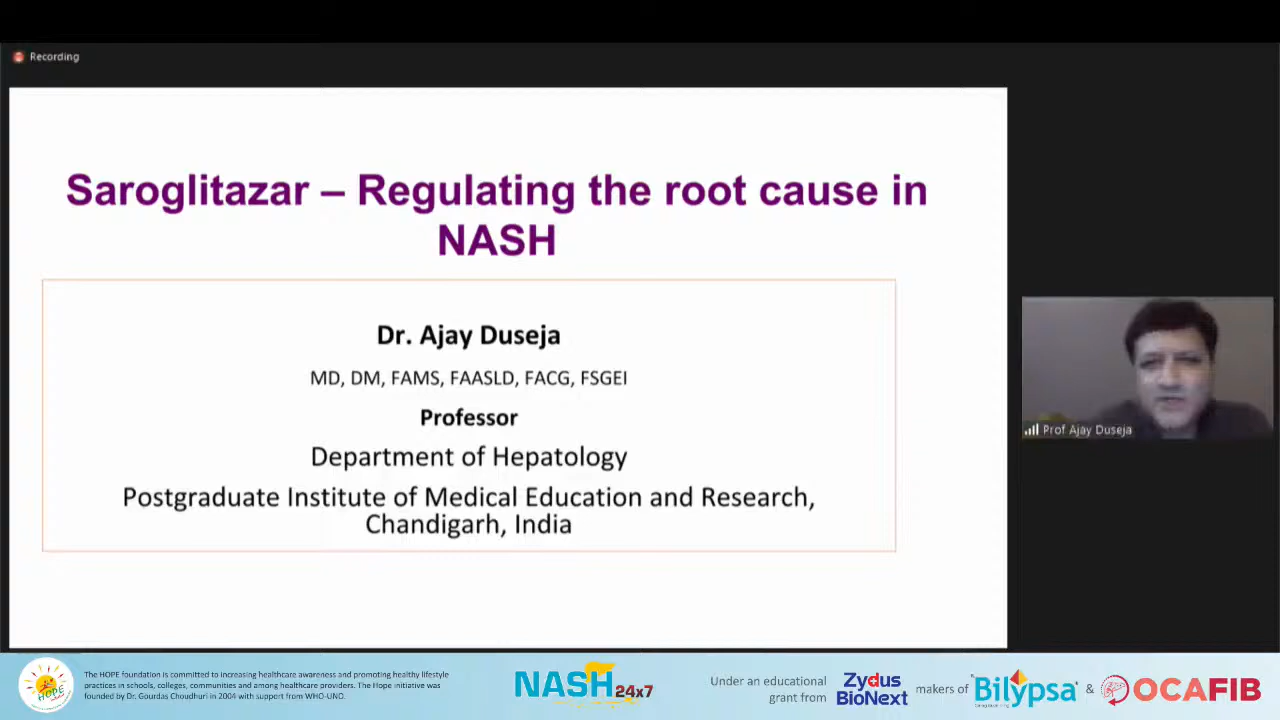 Recording
Saroglitazar – Regulating the root cause in
NASH
Dr. Ajay Duseja
MD, DM, FAMS, FAASLD, FACG, FSGEI
Professor
Department of Hepatology
Postgraduate Institute of Medical Education and Research,
Chandigarh, India
Prof Ajay Duseja
HOPE
The HOPE foundation is committed to increasing healthcare awareness and promoting healthy lifestyle
practices in schools, colleges, communities and among healthcare providers. The Hope initiative was
founded by Dr. Gourdas Choudhuri in 2004 with support from WHO-UNO.
NASH 24x7
Under an educational
grant from
Zydus
BioNext
makers of
Bilypsa
&
OCAFIB